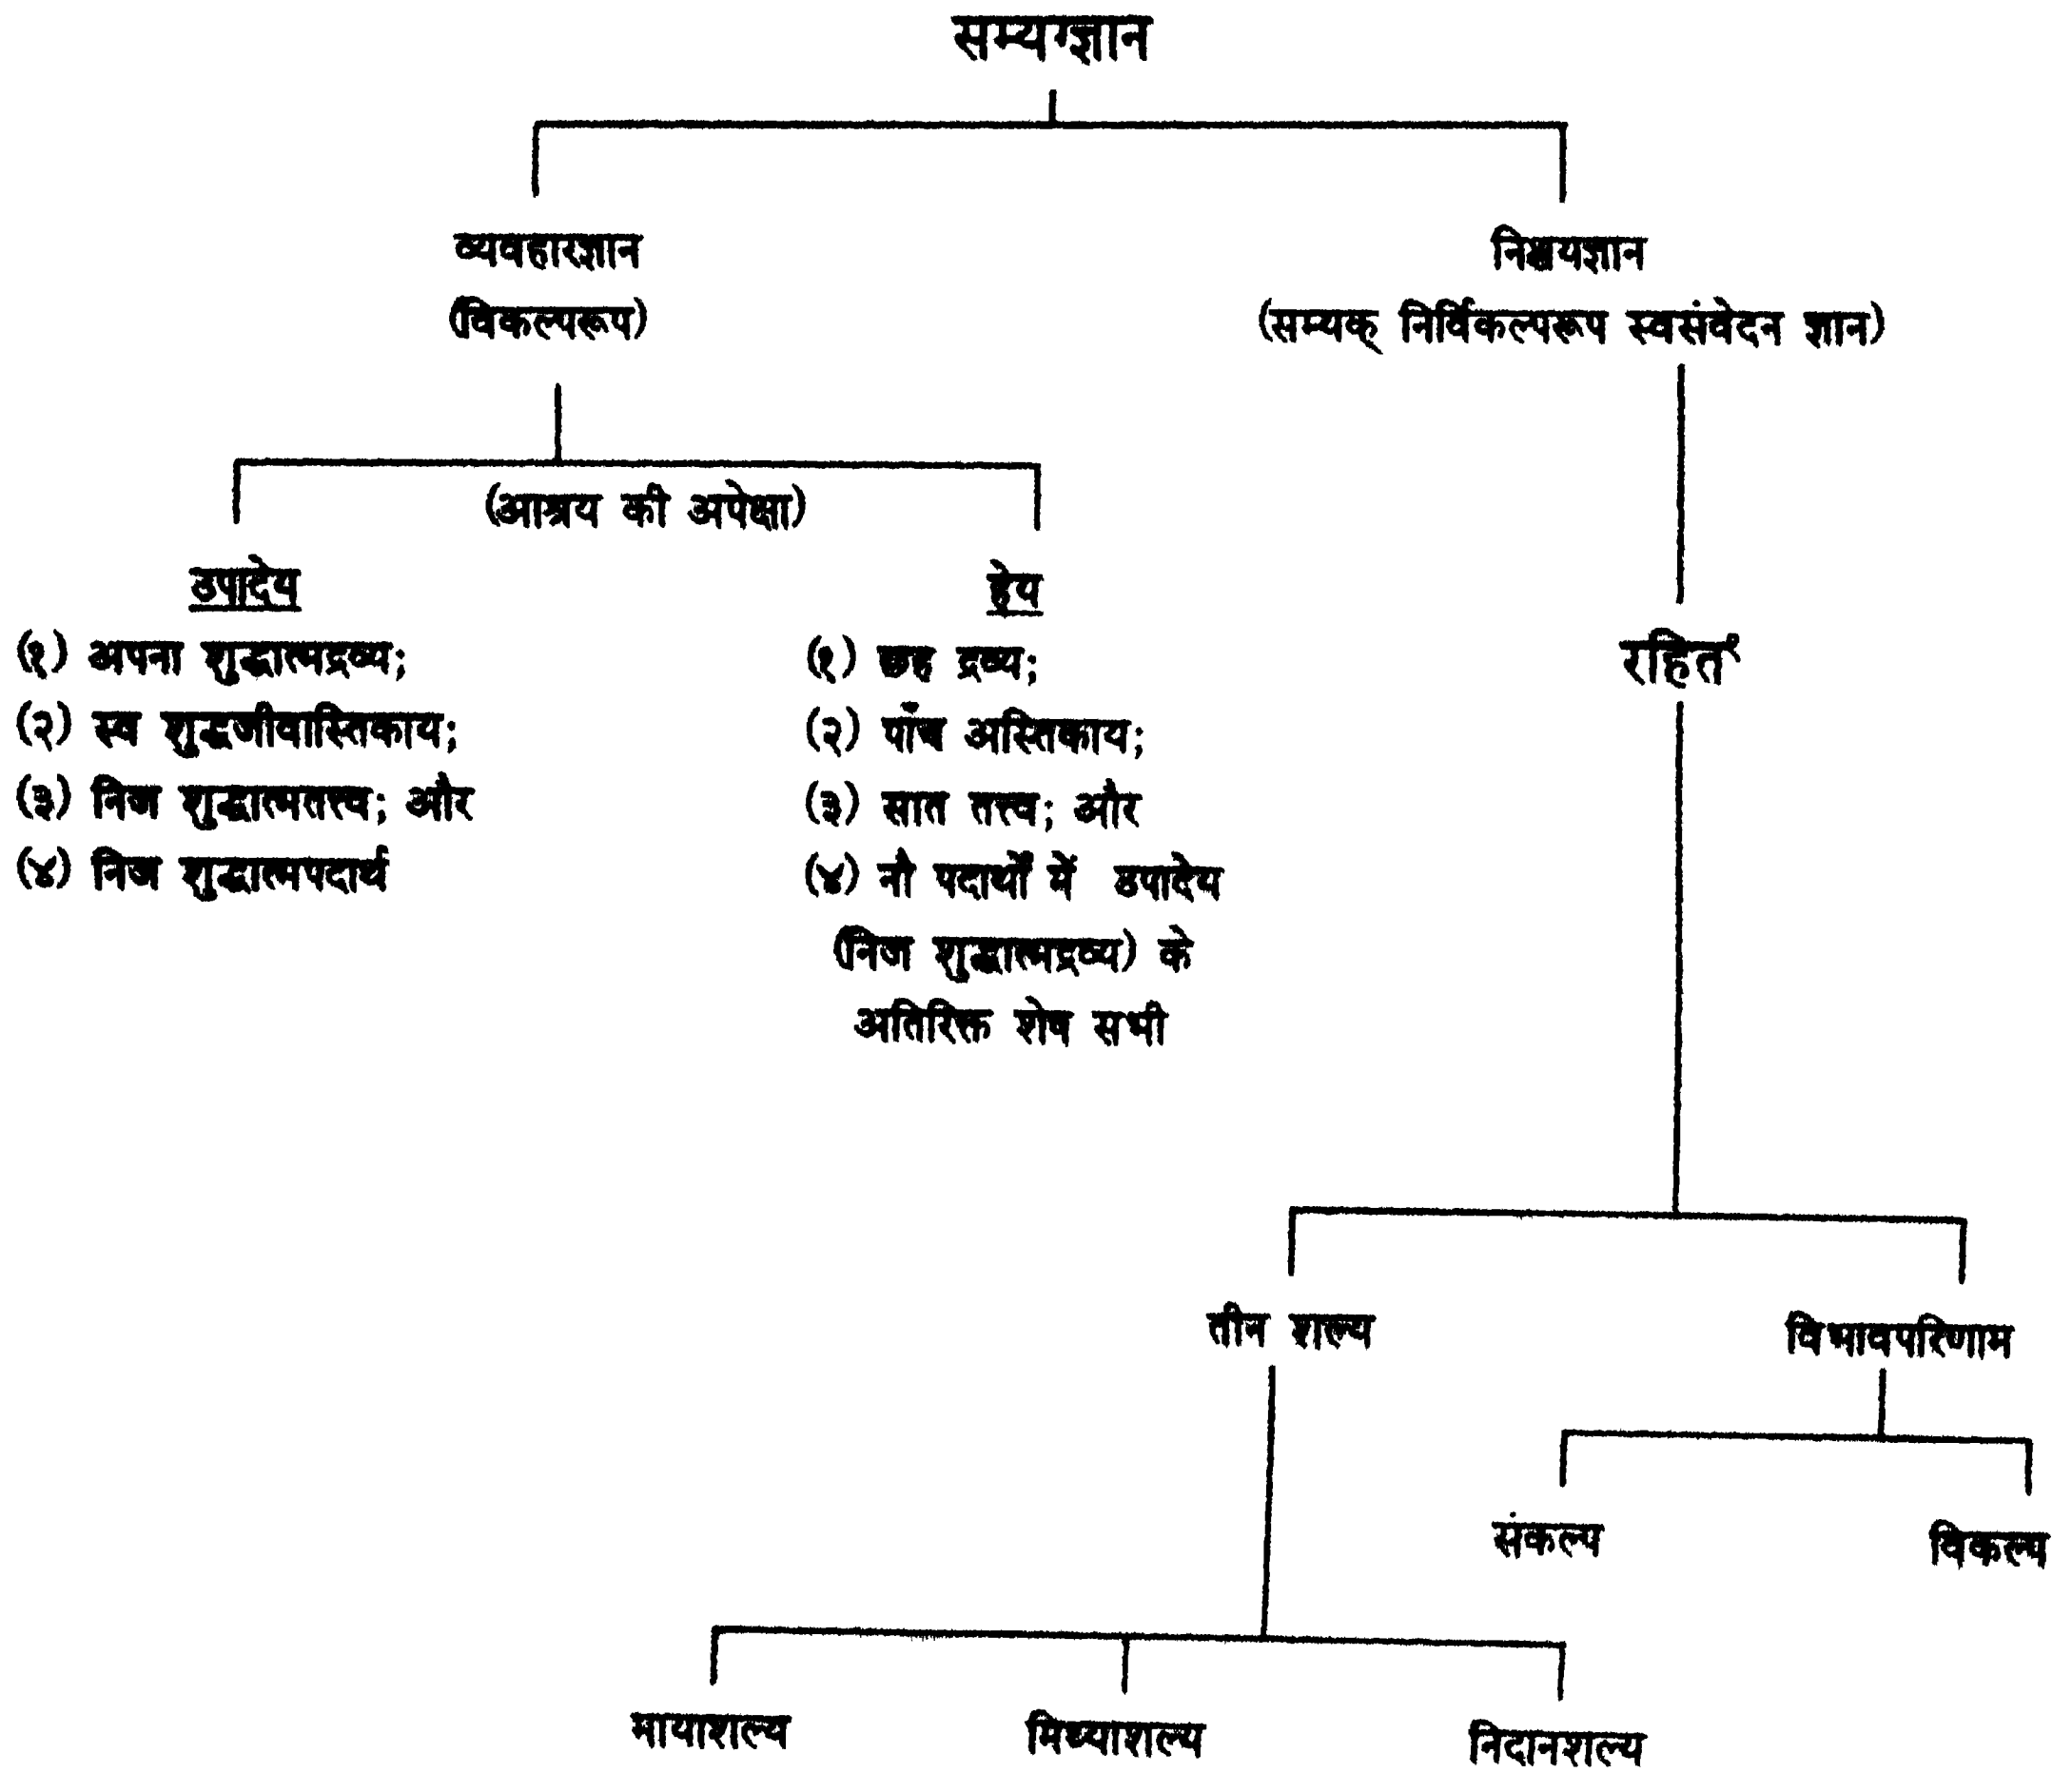 सम्यग्ज्ञान
व्यवहारज्ञान
(विकल्परूप)
निश्चयज्ञान
(सम्यक् निर्विकल्परूप स्वसंवेदन ज्ञान)
(आश्रय की अपेक्षा)
उपादेय
(१) अपना शुद्धात्मद्रव्य;
(२) स्व शुद्धजीवास्तिकाय;
(३) निज शुद्धात्मतत्त्व; और
(४) निज शुद्धात्मपदार्थ
हेय
(१) छह द्रव्य;
(२) पाँच अस्तिकाय;
(३) सात तत्त्व; और
(४) नौ पदार्थों में उपादेय
(निज शुद्धात्मद्रव्य) के
अतिरिक्त शेष सभी
रहित
तीन शल्य
विभावपरिणाम
संकल्प
विकल्प
मायाशल्य
मिथ्याशल्य
निदानशल्य